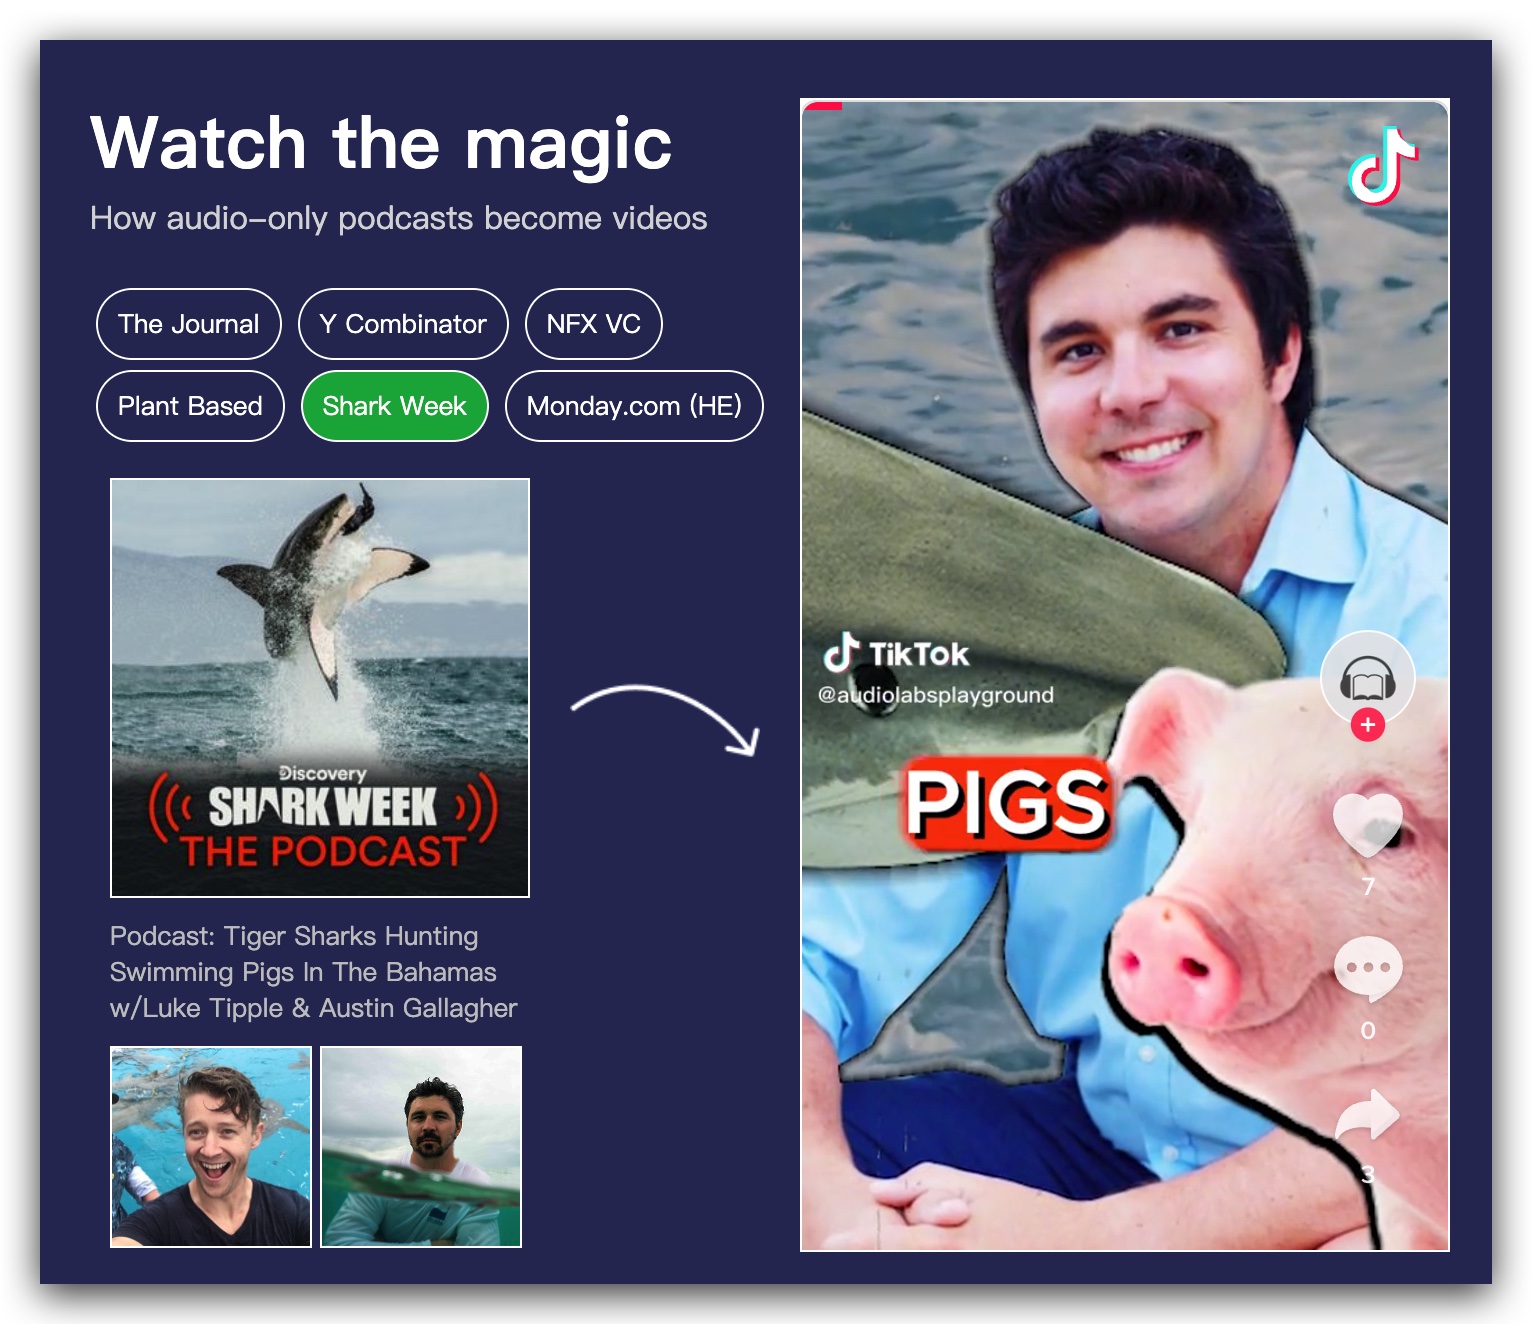 Watch the magic
How audio-only podcasts become videos
The Journal
Y Combinator
NFX VC
Plant Based
Shark Week
Monday.com (HE)
Discovery
SHARK WEEK
THE PODCAST
Podcast: Tiger Sharks Hunting
Swimming Pigs In The Bahamas
w/Luke Tipple & Austin Gallagher
TikTok
@audiolabsplayground
PIGS
7
0
3